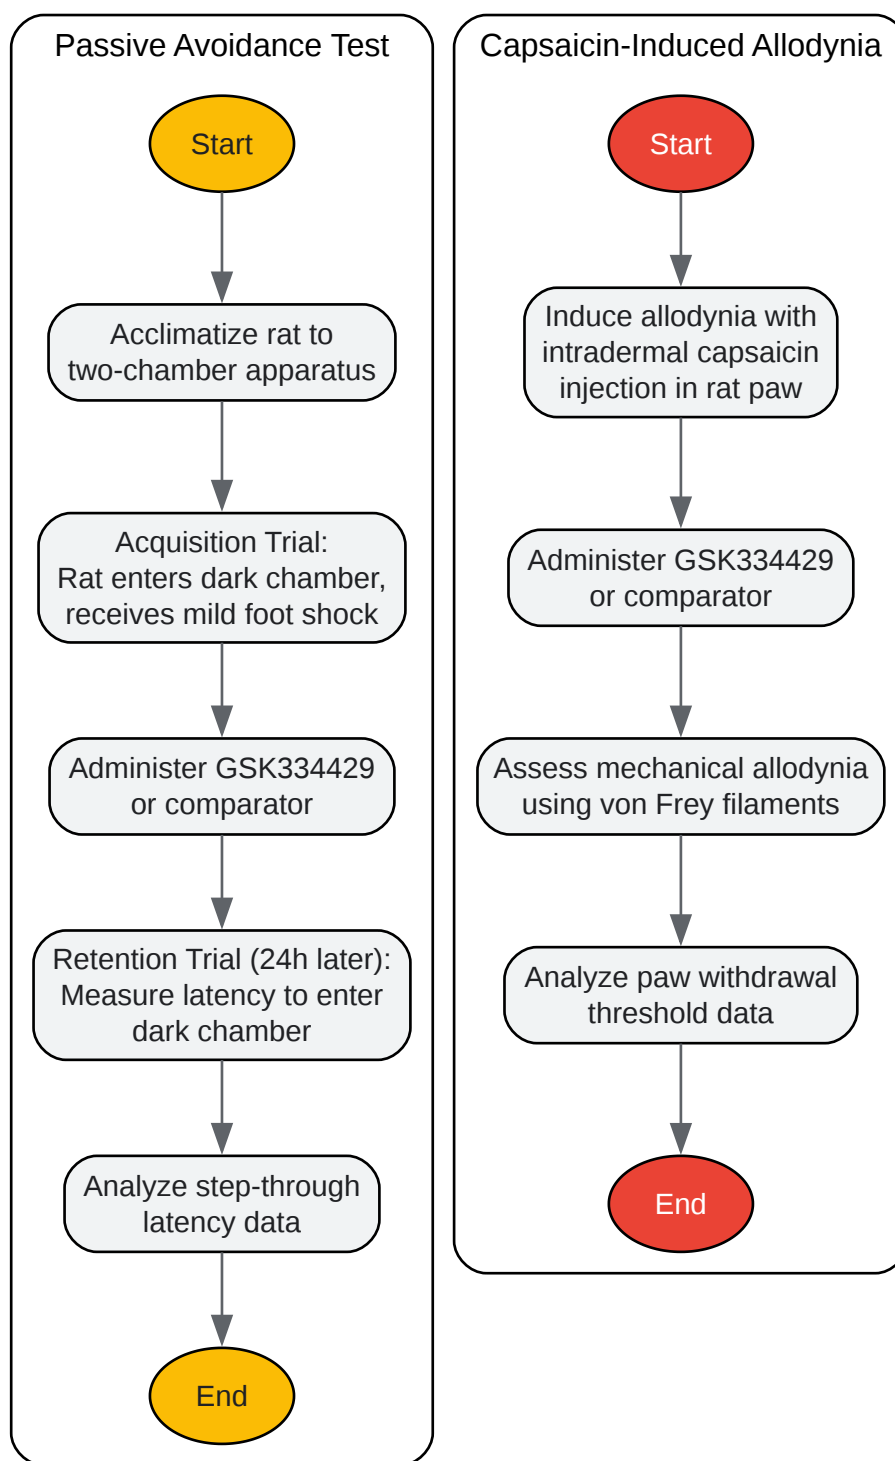 Passive Avoidance Test
Start
Acclimatize rat to
two-chamber apparatus
Acquisition Trial:
Rat enters dark chamber,
receives mild foot shock
Administer GSK334429
or comparator
Retention Trial (24h later):
Measure latency to enter
dark chamber
Analyze step-through
latency data
End
Capsaicin-Induced Allodynia
Start
Induce allodynia with
intradermal capsaicin
injection in rat paw
Administer GSK334429
or comparator
Assess mechanical allodynia
using von Frey filaments
Analyze paw withdrawal
threshold data
End